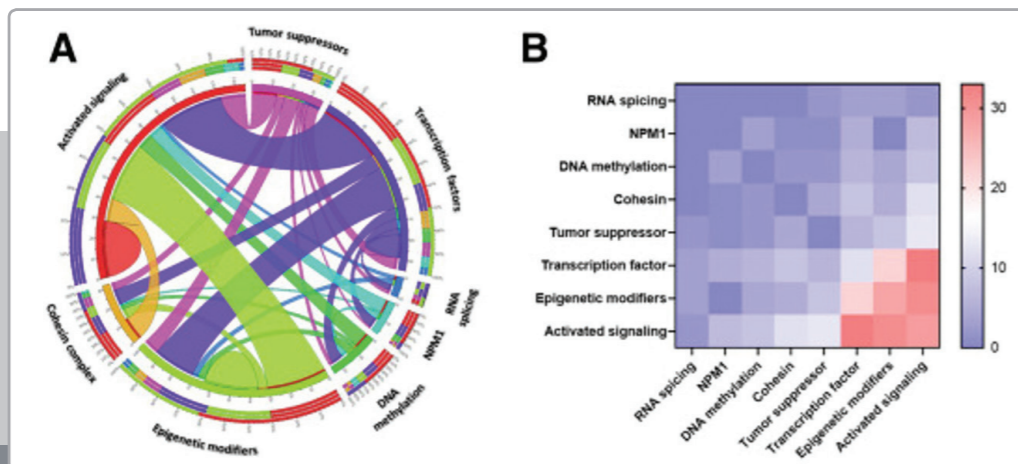 A
Tumor suppressors
Activated signaling
Transcription factors
RNA
splicing
NPM1
DNA
methylation
Epigenetic modifiers
Cohesin complex
B
RNA spicing
NPM1
DNA methylation
Cohesin
Tumor suppressor
Transcription factor
Epigenetic modifiers
Activated signaling
RNA spicing
NPM1
DNA methylation
Cohesin
Tumor suppressor
Transcription factor
Epigenetic modifiers
Activated signaling
30
20
10
0